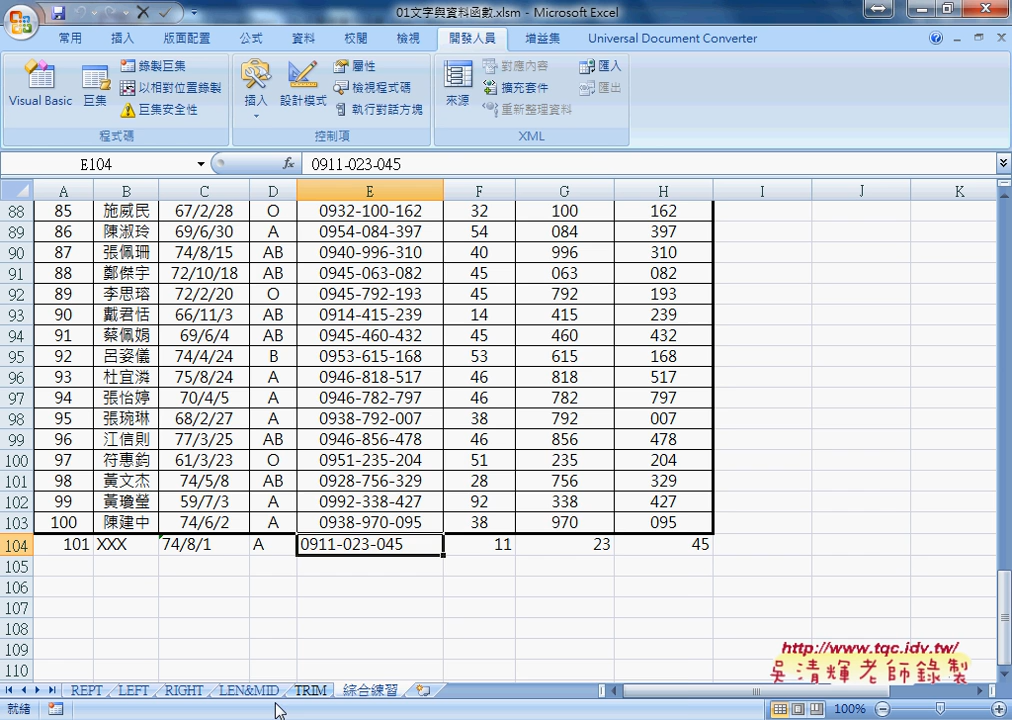 01文字與資料函數.xlsm - Microsoft Excel
常用 插入 版面配置 公式 資料 校閱 檢視 開發人員 增益集 Universal Document Converter
Visual Basic 巨集 錄製巨集 以相對位置錄製 巨集安全性 程式碼
插入 設計模式 屬性 檢視程式碼 執行對話方塊 控制項
來源 對應內容 擴充套件 重新整理資料 匯入 匯出 XML
E104 fx 0911-023-045
A B C D E F G H I J K
88 85 施威民 67/2/28 O 0932-100-162 32 100 162
89 86 陳淑玲 69/6/30 A 0954-084-397 54 084 397
90 87 張佩珊 74/8/15 AB 0940-996-310 40 996 310
91 88 鄭傑宇 72/10/18 AB 0945-063-082 45 063 082
92 89 李思瑢 72/2/20 O 0945-792-193 45 792 193
93 90 戴君恬 66/11/3 AB 0914-415-239 14 415 239
94 91 蔡佩娟 69/6/4 AB 0945-460-432 45 460 432
95 92 呂姿儀 74/4/24 B 0953-615-168 53 615 168
96 93 杜宜潾 75/8/24 A 0946-818-517 46 818 517
97 94 張怡婷 70/4/5 A 0946-782-797 46 782 797
98 95 張琬琳 68/2/27 A 0938-792-007 38 792 007
99 96 江信則 77/3/25 AB 0946-856-478 46 856 478
100 97 符惠鈞 61/3/23 O 0951-235-204 51 235 204
101 98 黃文杰 74/5/8 AB 0928-756-329 28 756 329
102 99 黃瓊瑩 59/7/3 A 0992-338-427 92 338 427
103 100 陳建中 74/6/2 A 0938-970-095 38 970 095
104 101 XXX 74/8/1 A 0911-023-045 11 23 45
105
106
107
108
109
110
http://www.tqc.idv.tw/
吳清輝老師錄製
REPT LEFT RIGHT LEN&MID TRIM 綜合練習
就緒 100%